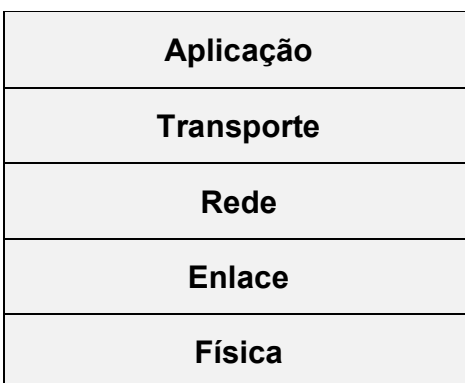 Aplicação
Transporte
Rede
Enlace
Física